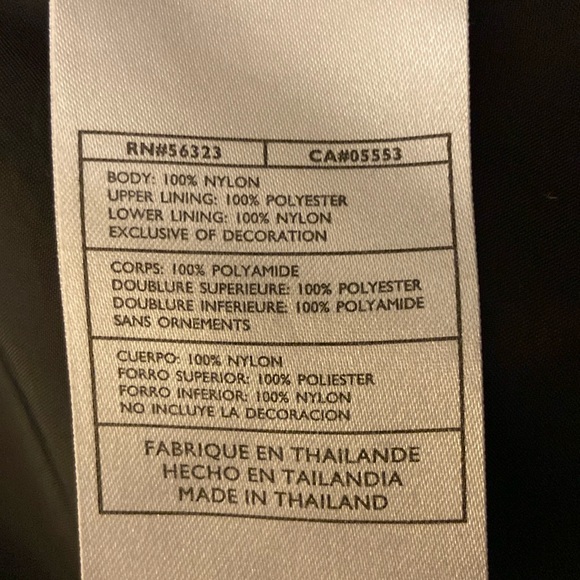 RN#56323 CA#05553
BODY: 100% NYLON
UPPER LINING: 100% POLYESTER
LOWER LINING: 100% NYLON
EXCLUSIVE OF DECORATION
CORPS: 100% POLYAMIDE
DOUBLURE SUPERIEURE: 100% POLYESTER
DOUBLURE INFERIEURE: 100% POLYAMIDE
SANS ORNEMENTS
CUERPO: 100% NYLON
FORRO SUPERIOR: 100% POLIESTER
FORRO INFERIOR: 100% NYLON
NO INCLUYE LA DECORACION
FABRIQUE EN THAILANDE
HECHO EN TAILANDIA
MADE IN THAILAND